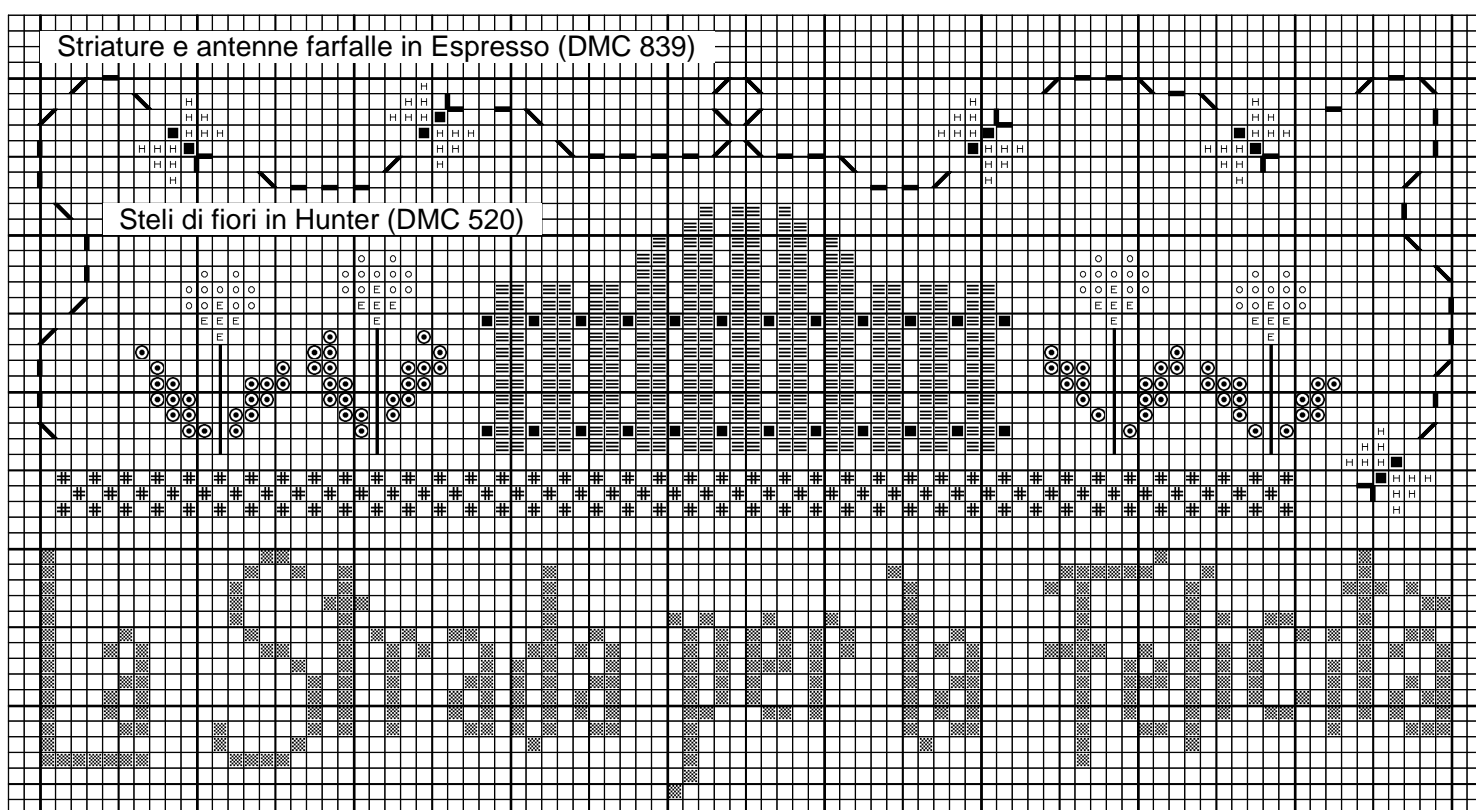 Striature e antenne farfalle in Espresso (DMC 839)
Steli di fiori in Hunter (DMC 520)
La Strada per la Felicità